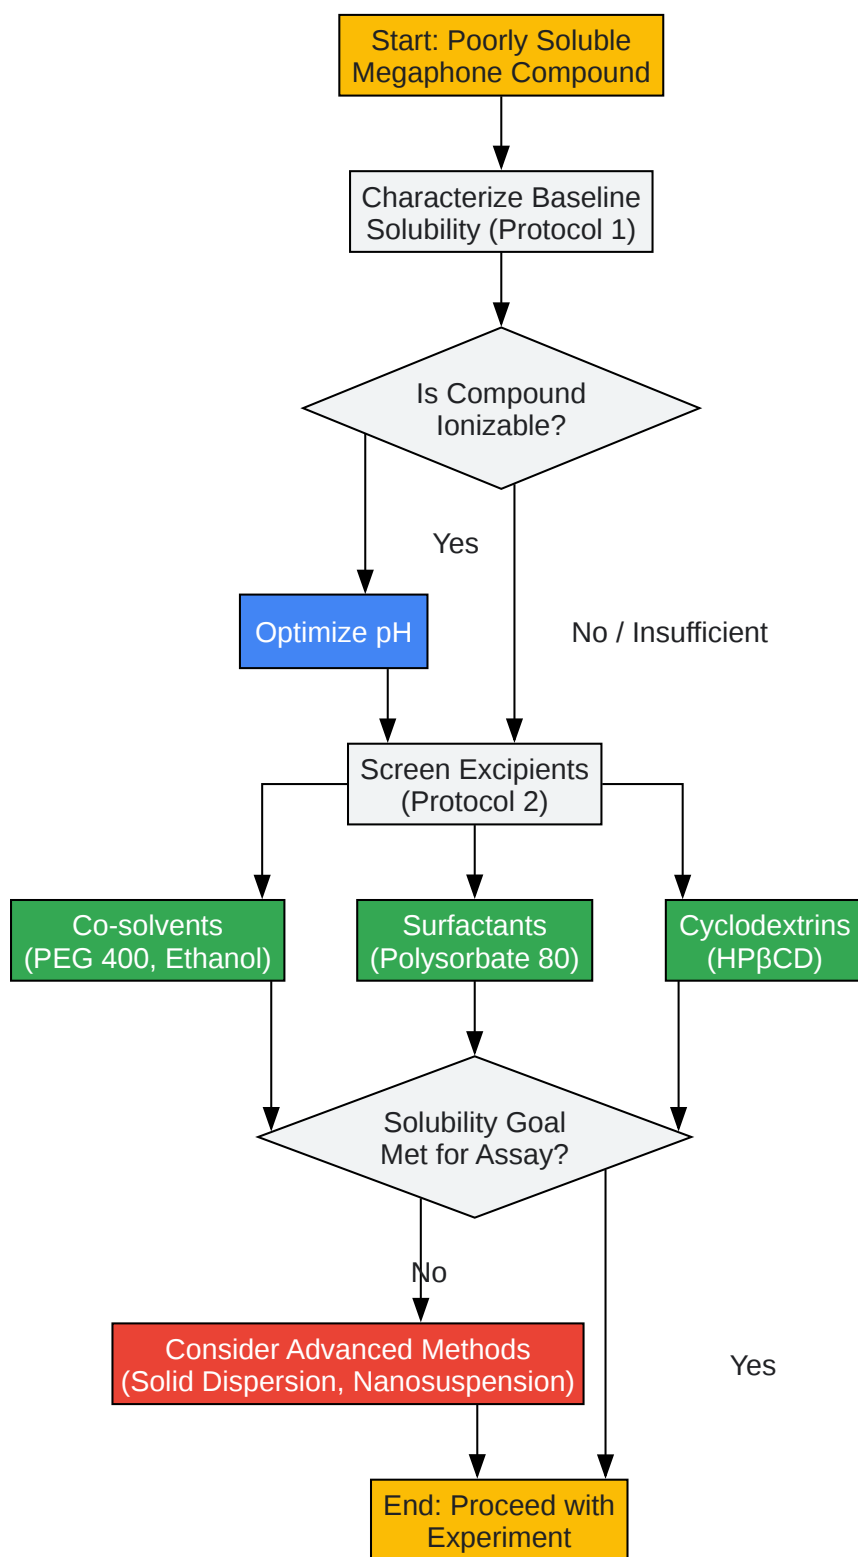 Start: Poorly Soluble
Megaphone Compound
Characterize Baseline
Solubility (Protocol 1)
Is Compound
Ionizable?
Yes
Optimize pH
No / Insufficient
Screen Excipients
(Protocol 2)
Co-solvents
(PEG 400, Ethanol)
Surfactants
(Polysorbate 80)
Cyclodextrins
(HPβCD)
Solubility Goal
Met for Assay?
No
Consider Advanced Methods
(Solid Dispersion, Nanosuspension)
Yes
End: Proceed with
Experiment